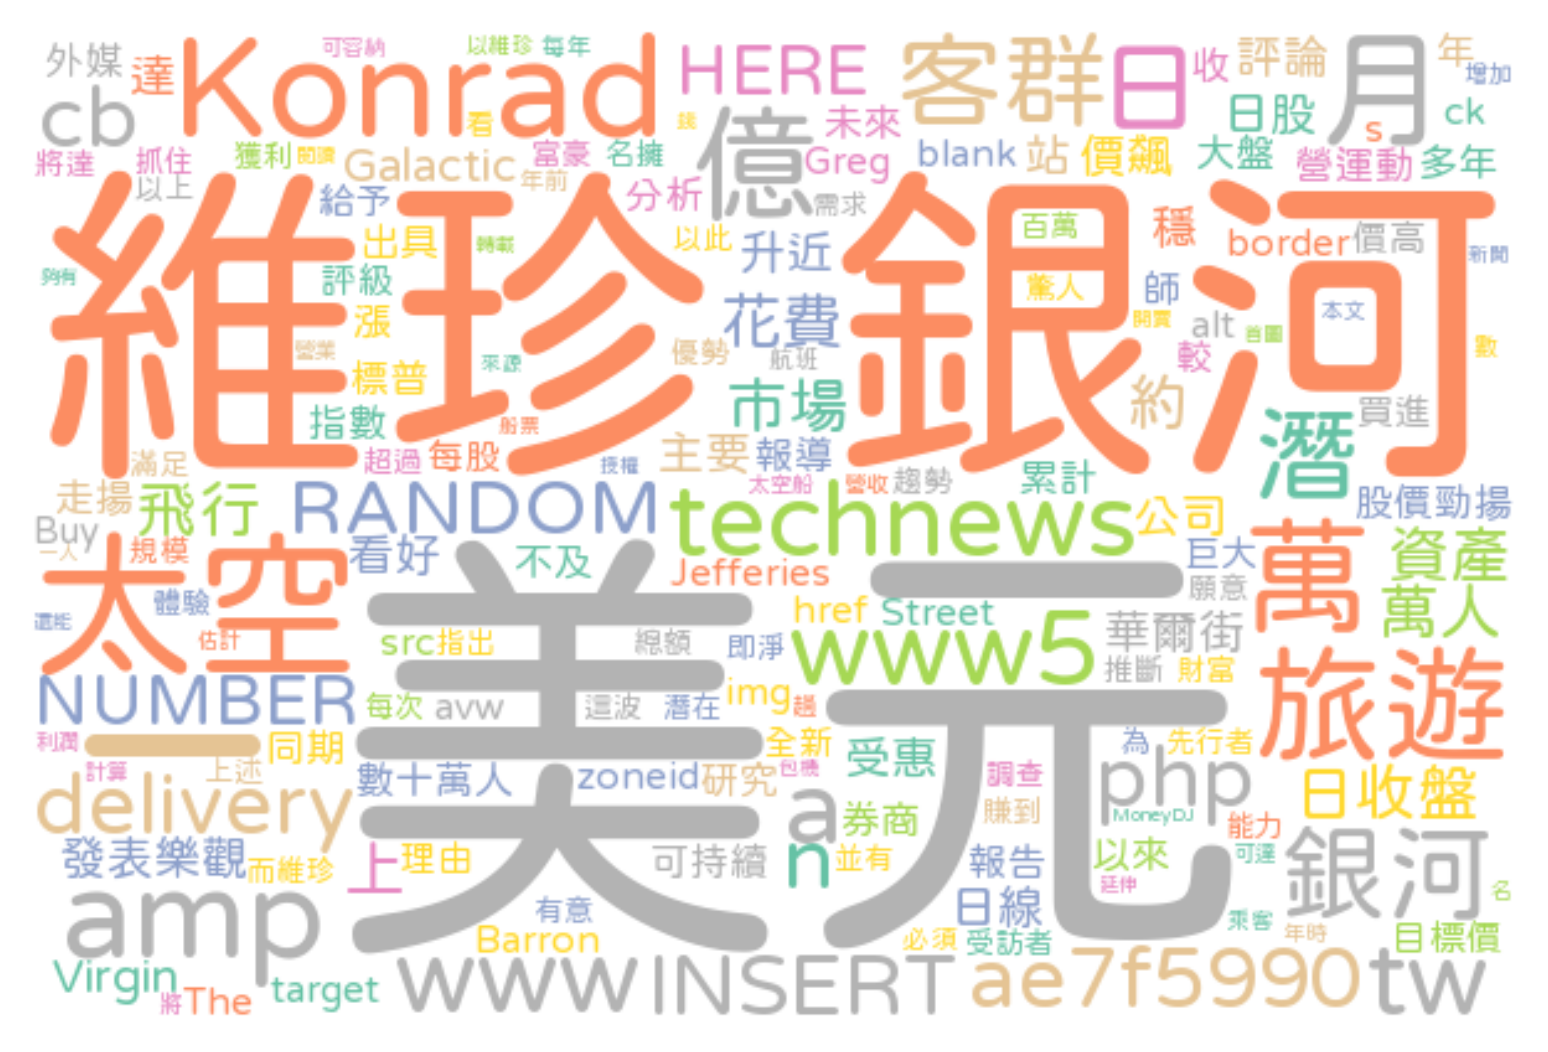 外媒
達
Konrad
可容納
以維珍
每年
HERE
客群
日
收
評論
月
年
增加
cb
看
錢
億
未來
日股
s
ck
將達
抓住
以上
獲利
閱讀
Galactic
年前
富豪
名擁
分析
Greg
需求
blank
站
價飆
大盤
營運動
多年
維珍
銀河
給予
出具
轉載
以此
升近
百萬
穩
border
價高
新聞
夠有
評級
漲
花費
驚人
師
開賣
alt
首圖
本文
數
營業
來源
優勢
航班
較
標普
指數
船票
市場
約
買進
滿足
超過
每股
授權
主要
報導
太空船
營收
趨勢
累計
潛
走揚
飛行
RANDOM
technews
公司
股價勁揚
Buy
一人
規模
看好
不及
Jefferies
巨大
萬
資產
太空
體驗
還能
估計
美元
href
Street
願意
萬人
src
指出
總額
即淨
www5
華爾街
推斷
財富
旅遊
NUMBER
每次
avw
這波
潛在
img
趟
利潤
一
同期
全新
受惠
為
先行者
計算
上述
delivery
數十萬人
zoneid
研究
包機
a
券商
調查
賺到
php
MoneyDJ
能力
日收盤
發表樂觀
而維珍
上
理由
可持續
n
並有
報告
以來
延伸
可達
銀河
名
amp
有意
Barron
日線
必須
受訪者
乘客
年時
目標價
Virgin
將
The
target
www
INSERT
ae7f5990
tw